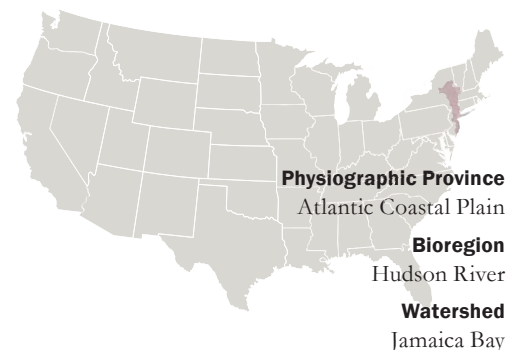 Physiographic Province
Atlantic Coastal Plain
Bioregion
Hudson River
Watershed
Jamaica Bay